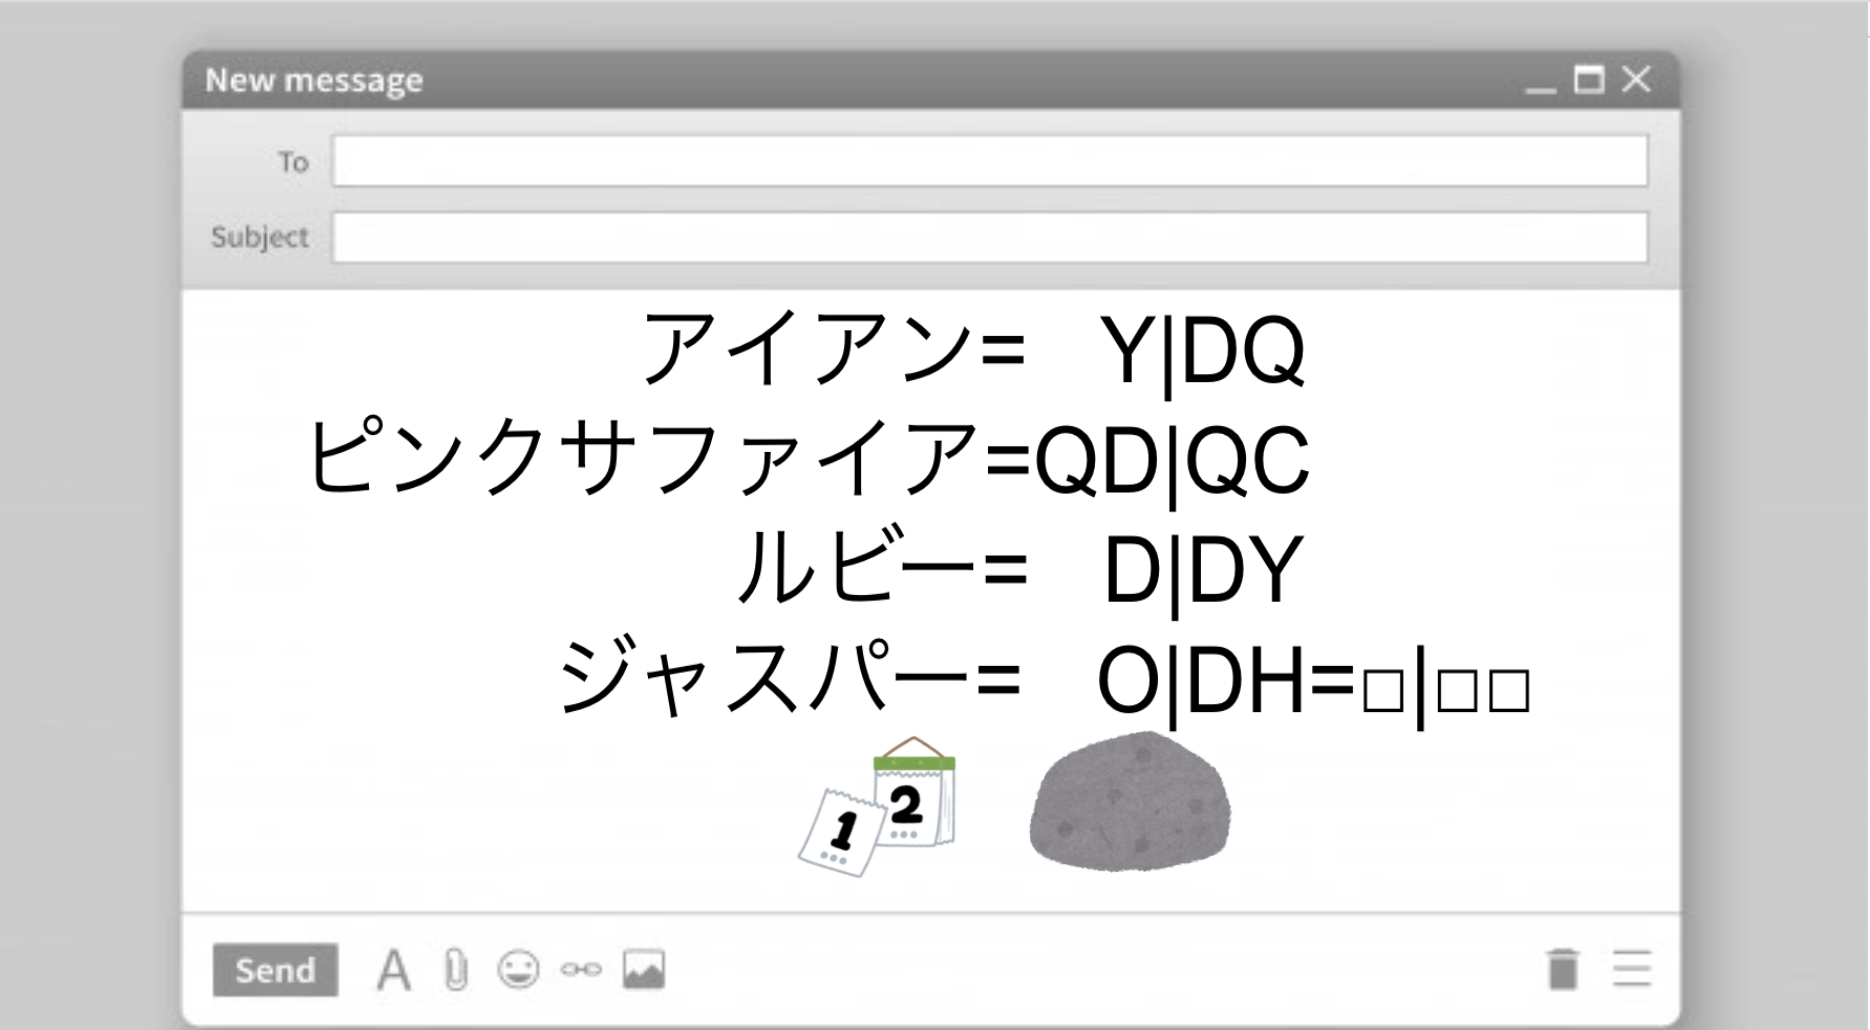 New message
To
Subject
アイアン= Y|DQ
ピンクサファイア=QD|QC
ルビー= D|DY
ジャスパー= O|DH=□|□□
1 2
Send A